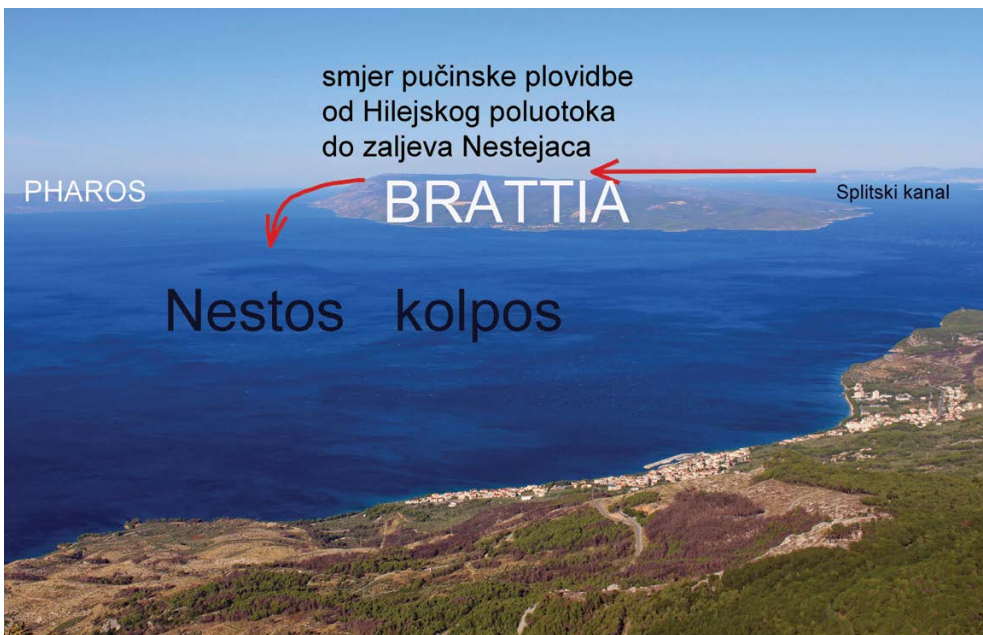 smjer pučinske plovidbe
od Hilejskog poluotoka
do zaljeva Nestejaca
PHAROS
BRATTIA
Splitski kanal
Nestos kolpos